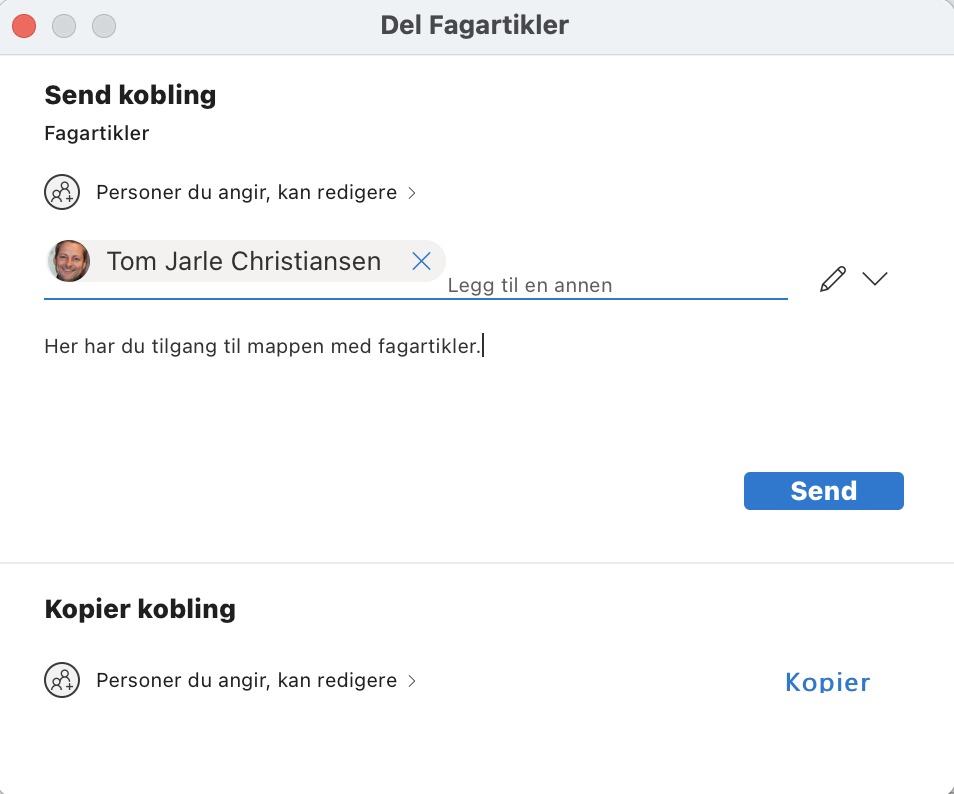 Del Fagartikler
Send kobling
Fagartikler
Personer du angir, kan redigere
Tom Jarle Christiansen
Legg til en annen
Her har du tilgang til mappen med fagartikler.
Send
Kopier kobling
Personer du angir, kan redigere
Kopier